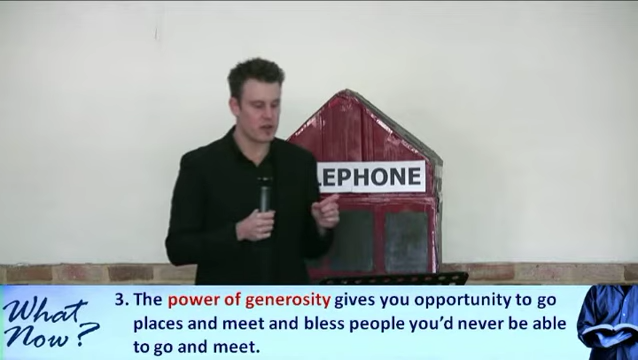 LEPHONE
What
Now?
3. The power of generosity gives you opportunity to go
places and meet and bless people you'd never be able
to go and meet.